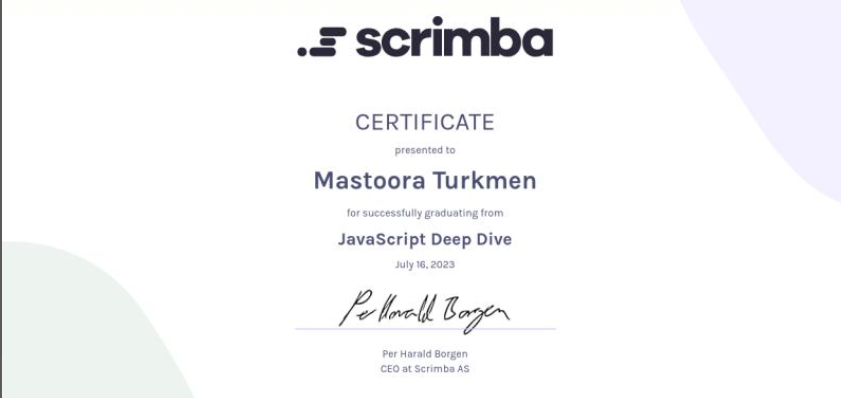 scrimba
CERTIFICATE
presented to
Mastoora Turkmen
for successfully graduating from
JavaScript Deep Dive
July 16, 2023
Per Harald Borgen
Per Harald Borgen
CEO at Scrimba AS